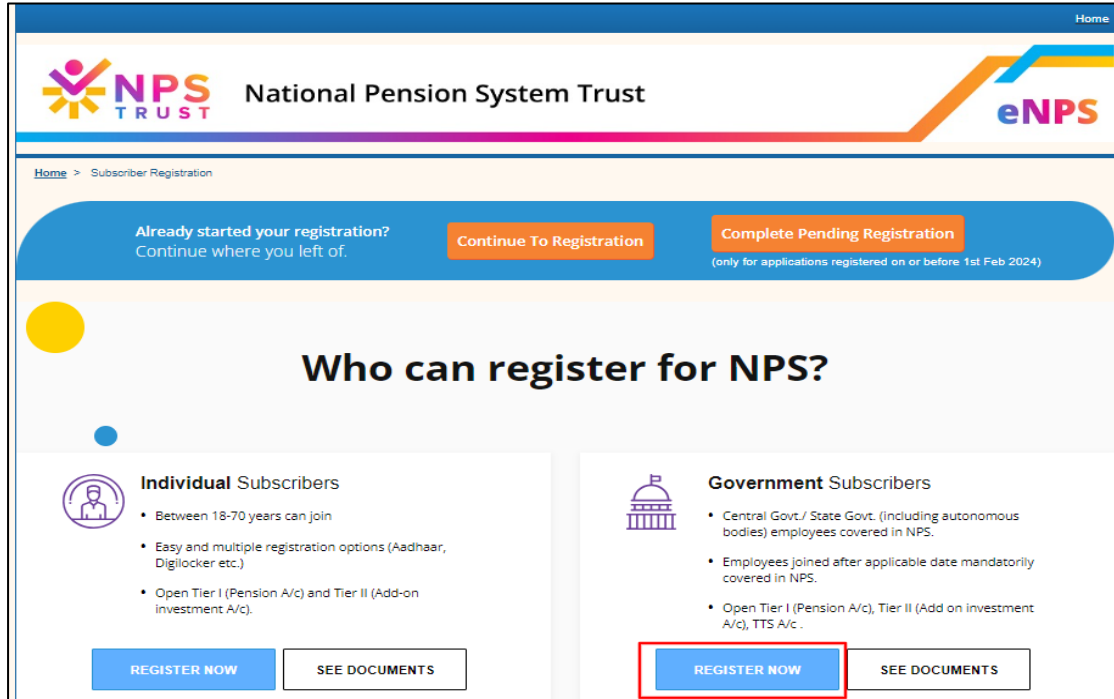 Home
NPS
TRUST
National Pension System Trust
eNPS
Home > Subscriber Registration
Already started your registration?
Continue where you left of.
Continue To Registration
Complete Pending Registration
(only for applications registered on or before 1st Feb 2024)
Who can register for NPS?
Individual Subscribers
• Between 18-70 years can join
• Easy and multiple registration options (Aadhaar,
Digilocker etc.)
• Open Tier I (Pension A/c) and Tier II (Add-on
investment A/c).
REGISTER NOW
SEE DOCUMENTS
Government Subscribers
• Central Govt./ State Govt. (including autonomous
bodies) employees covered in NPS.
• Employees joined after applicable date mandatorily
covered in NPS.
• Open Tier I (Pension A/c), Tier II (Add on investment
A/c), TTS A/c .
REGISTER NOW
SEE DOCUMENTS